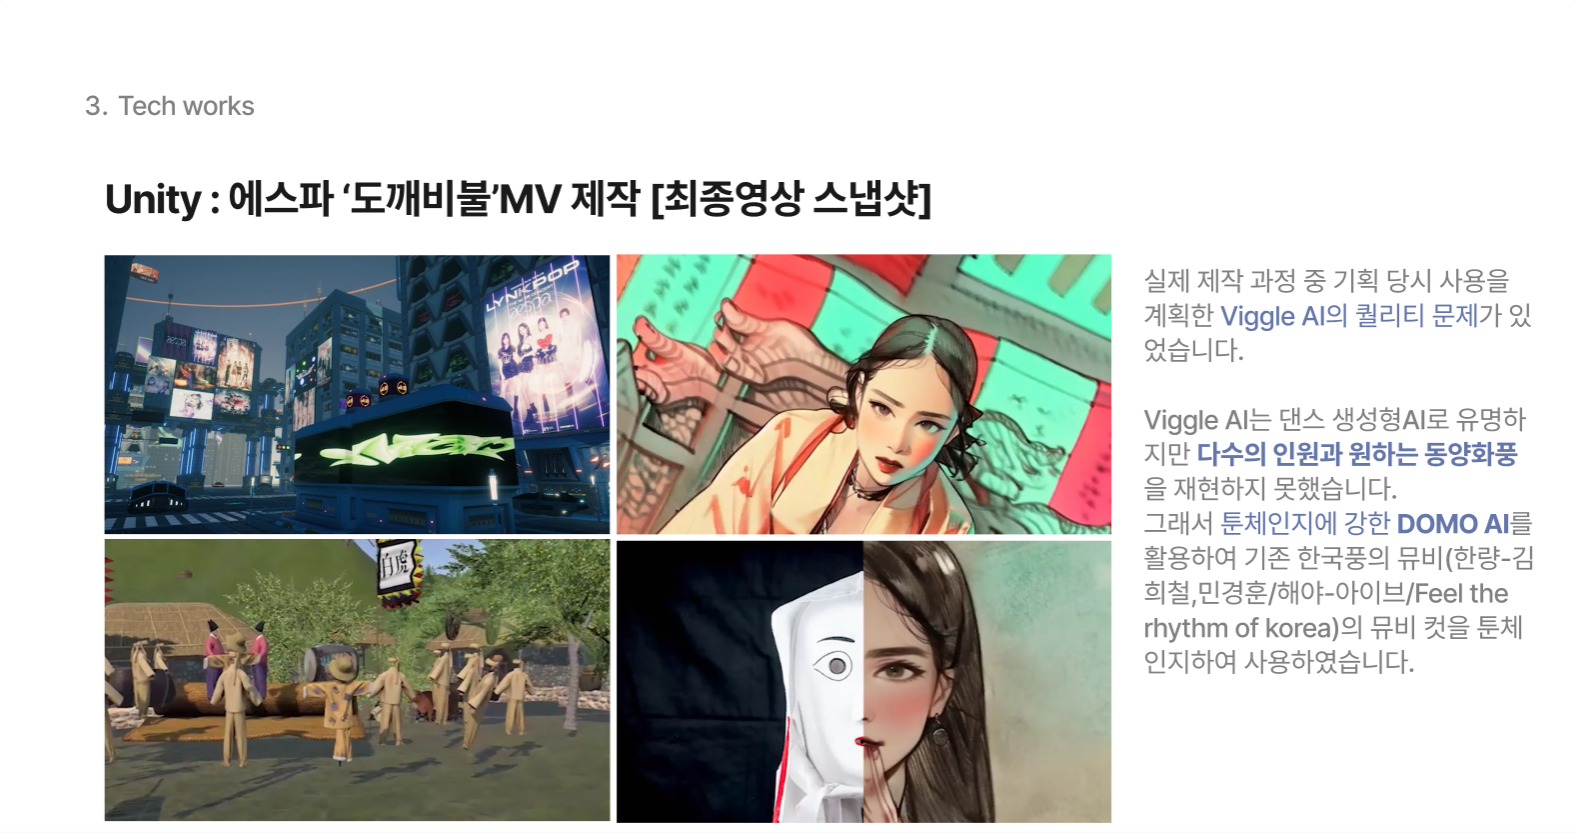 3. Tech works
Unity : 에스파 ‘도깨비불’MV 제작 [최종영상 스냅샷]
LYNK-POP
aespa
白虎
실제 제작 과정 중 기획 당시 사용을
계획한 Viggle AI의 퀄리티 문제가 있
었습니다.
Viggle AI는 댄스 생성형AI로 유명하
지만 다수의 인원과 원하는 동양화풍
을 재현하지 못했습니다.
그래서 툰체인지에 강한 DOMO AI를
활용하여 기존 한국풍의 뮤비(한량-김
희철,민경훈/해야-아이브/Feel the
rhythm of korea)의 뮤비 컷을 툰체
인지하여 사용하였습니다.